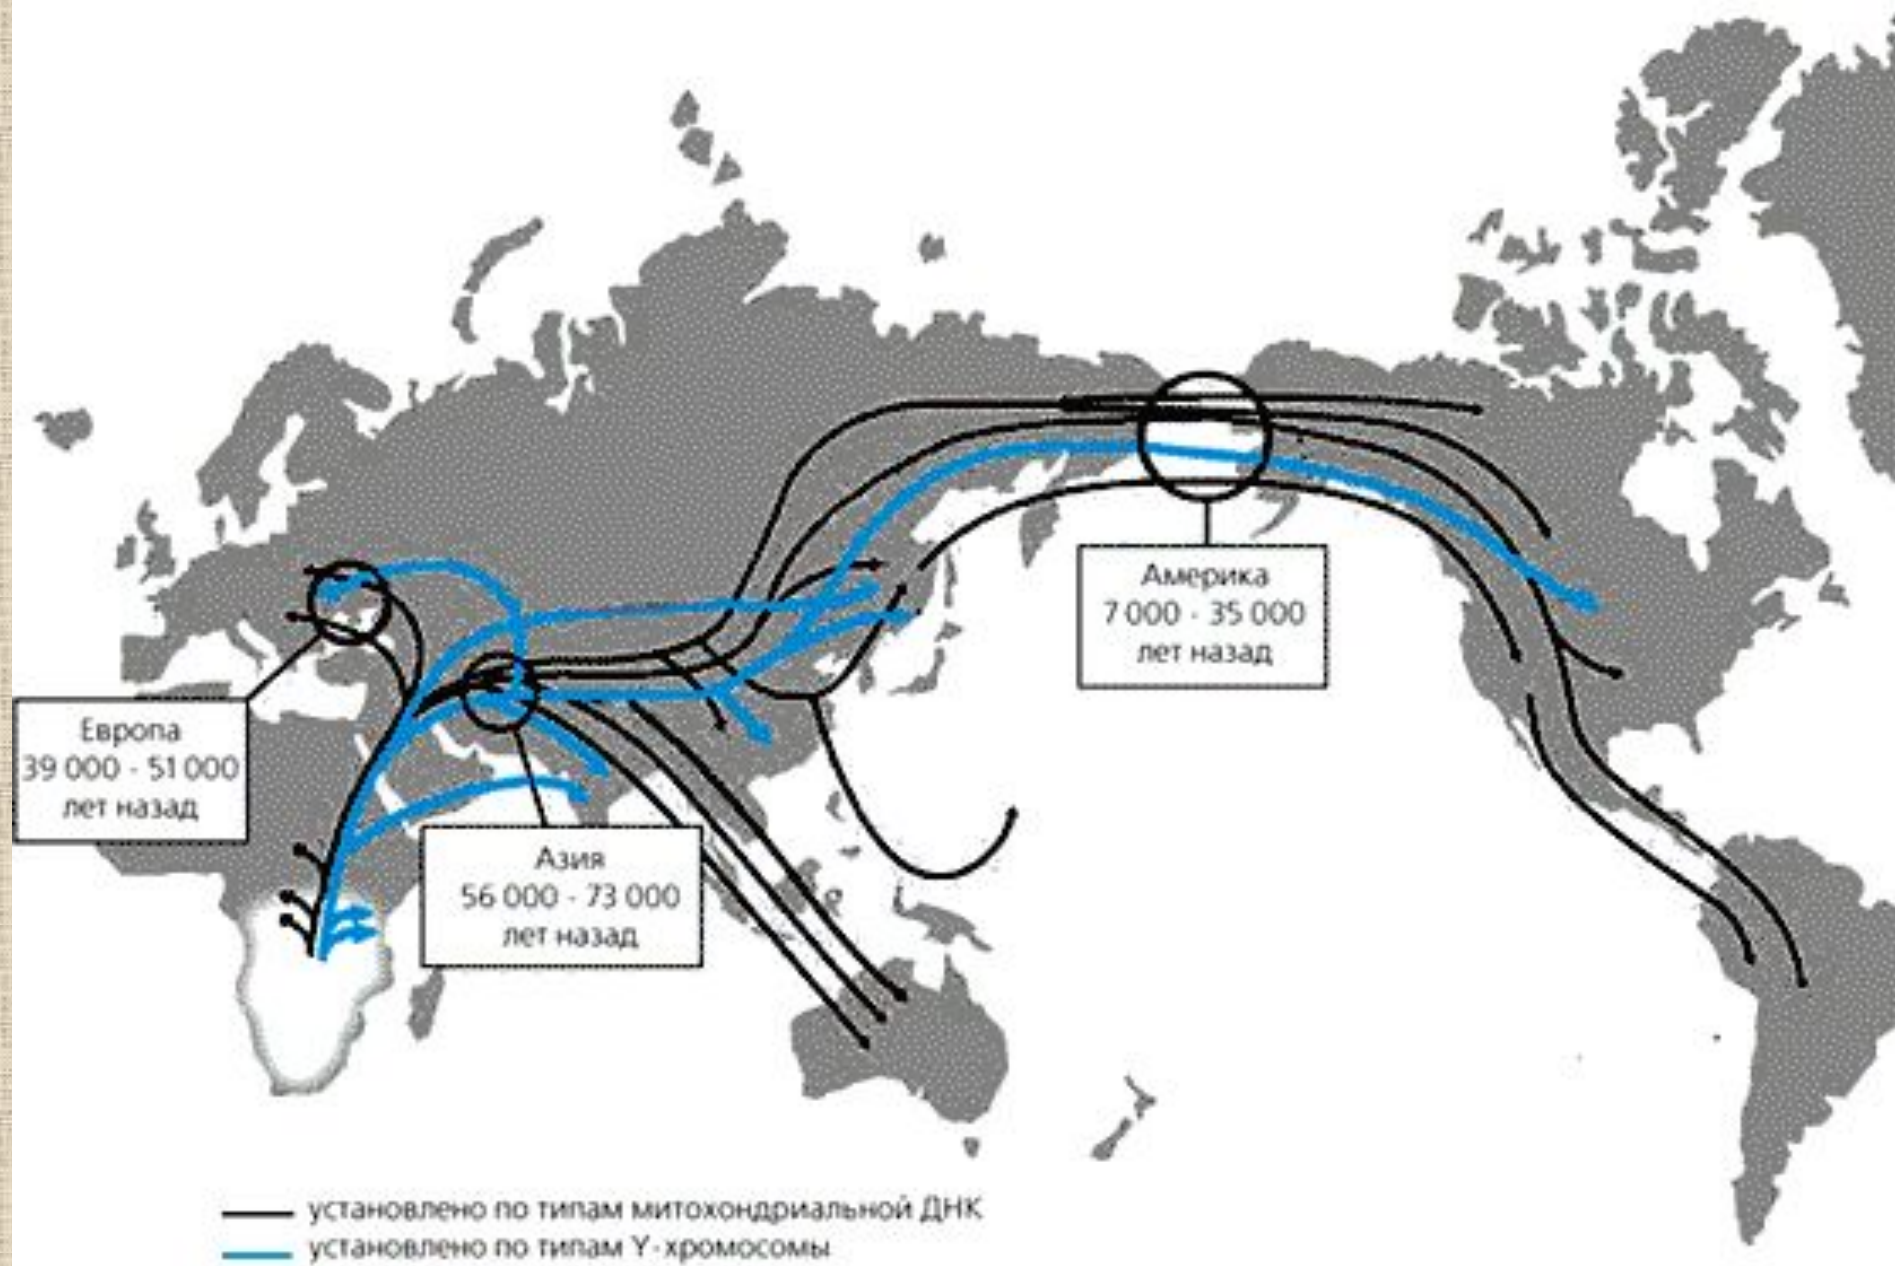 Америка
7 000 - 35 000
лет назад
Европа
39 000 - 51 000
лет назад
Азия
56 000 - 73 000
лет назад
установлено по типам митохондриальной ДНК
установлено по типам Y-хромосомы